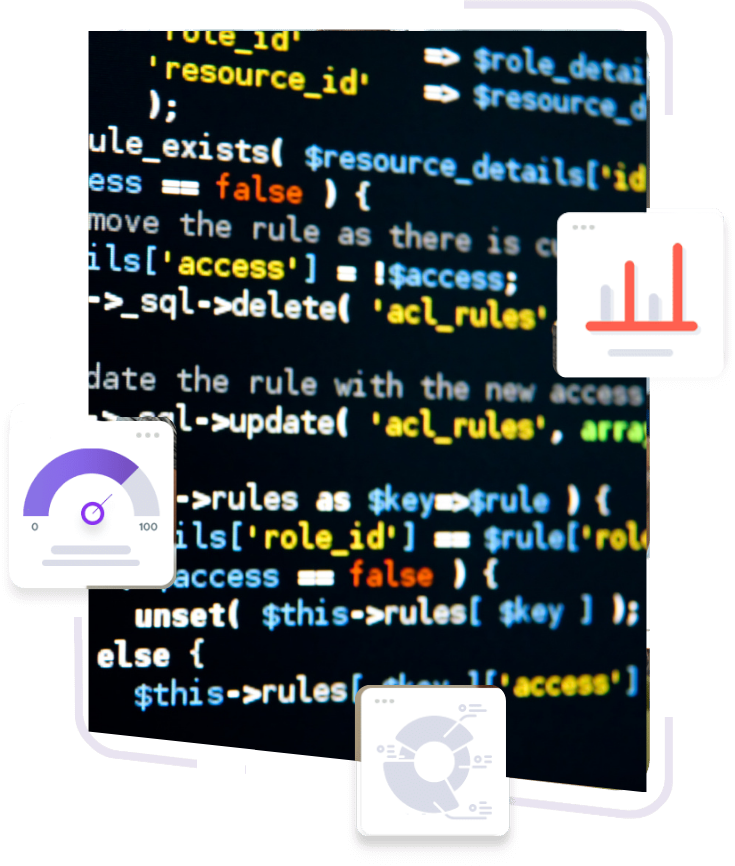 'role_id' => $role_detai
'resource_id' => $resource_d
);
ule_exists( $resource_details['id
ess == false ) {
move the rule as there is cu
ils['access'] = !$access;
->_sql->delete( 'acl_rules'
date the rule with the new access
->_sql->update( 'acl_rules', array
->rules as $key=>$rule ) {
ils['role_id'] == $rule['role
$access == false ) {
unset( $this->rules[ $key ] );
else {
$this->rules[ $key ]['access']
0 100